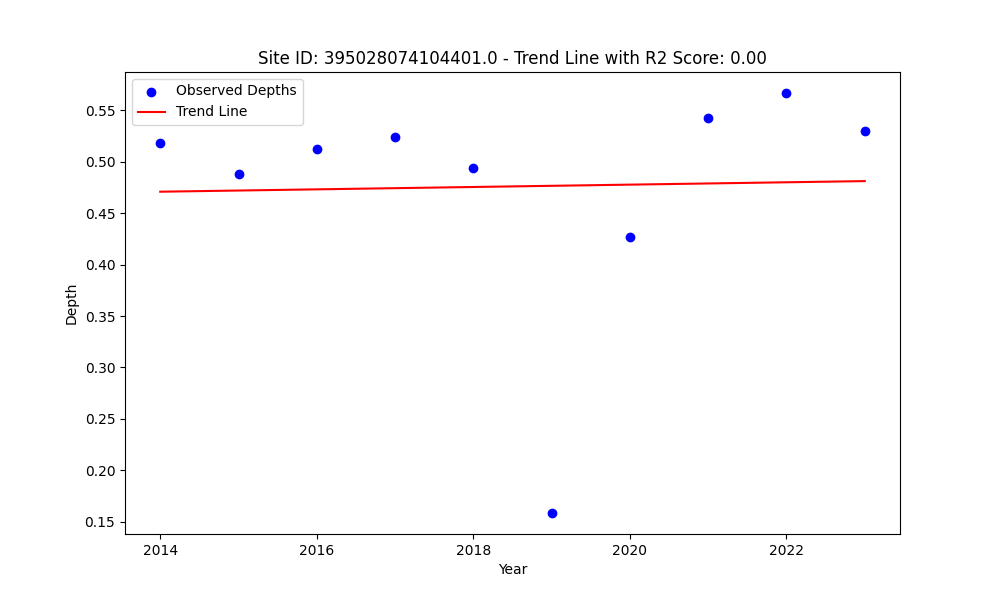 Site ID: 395028074104401.0 - Trend Line with R2 Score: 0.00
Observed Depths
Trend Line
0.55
0.50
0.45
0.40
0.35
0.30
0.25
0.20
0.15
Depth
2014 2016 2018 2020 2022
Year